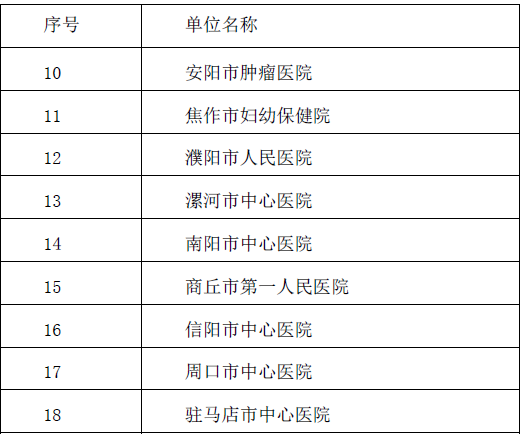 序号 单位名称
10 安阳市肿瘤医院
11 焦作市妇幼保健院
12 濮阳市人民医院
13 漯河市中心医院
14 南阳市中心医院
15 商丘市第一人民医院
16 信阳市中心医院
17 周口市中心医院
18 驻马店市中心医院